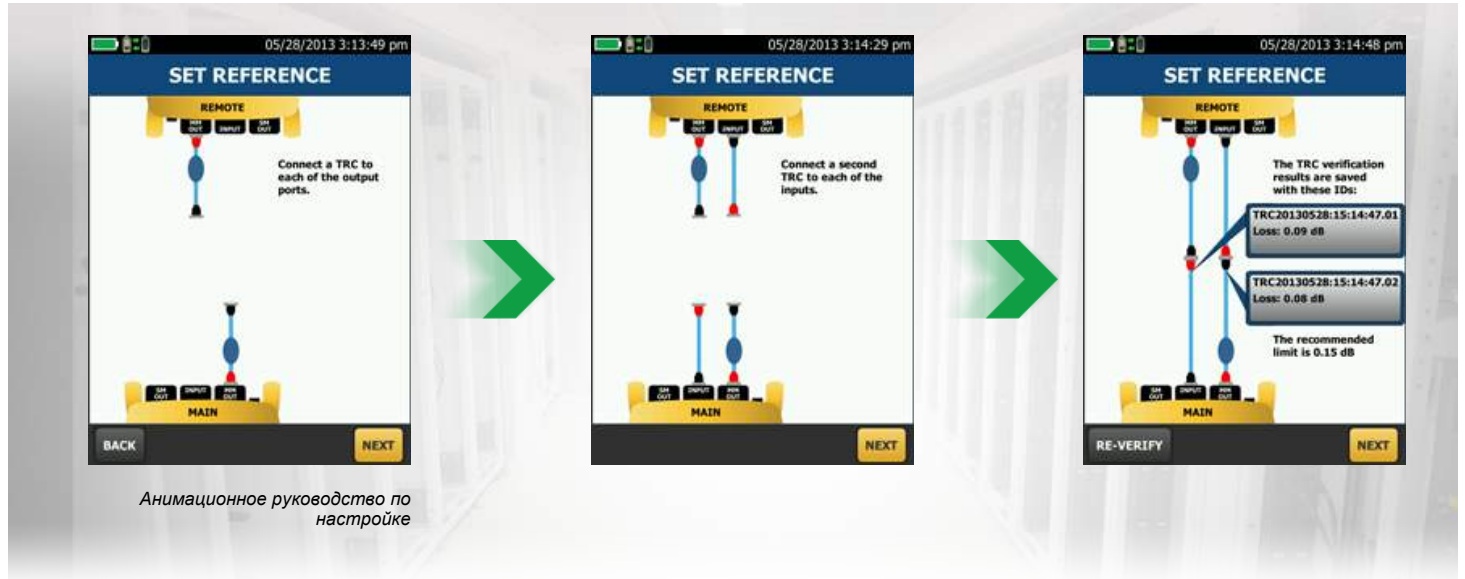 05/28/2013 3:13:49 pm
SET REFERENCE
REMOTE
MM OUT
INPUT
SM OUT
Connect a TRC to
each of the output
ports.
SM OUT
INPUT
MM OUT
MAIN
BACK
NEXT
Анимационное руководство по
настройке
05/28/2013 3:14:29 pm
SET REFERENCE
REMOTE
MM OUT
INPUT
SM OUT
Connect a second
TRC to each of the
inputs.
SM OUT
INPUT
MM OUT
MAIN
NEXT
05/28/2013 3:14:48 pm
SET REFERENCE
REMOTE
MM OUT
INPUT
SM OUT
The TRC verification
results are saved
with these IDs:
TRC20130528:15:14:47.01
Loss: 0.09 dB
TRC20130528:15:14:47.02
Loss: 0.08 dB
The recommended
limit is 0.15 dB
SM OUT
INPUT
MM OUT
MAIN
RE-VERIFY
NEXT